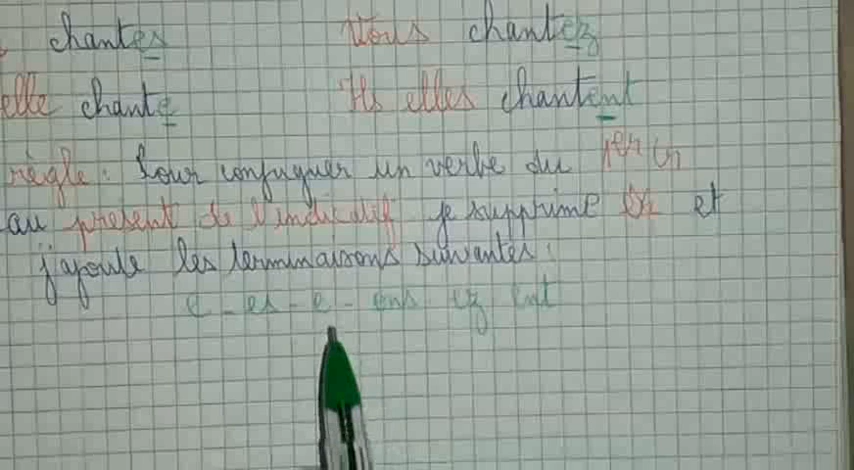 chantes Vous chantez
elle chante Ils elles chantent
règle: Pour conjuguer un verbe du 1er
au présent de l'indicatif je supprime er et
j'ajoute les terminaisons suivantes:
e - es - e - ons ez ent